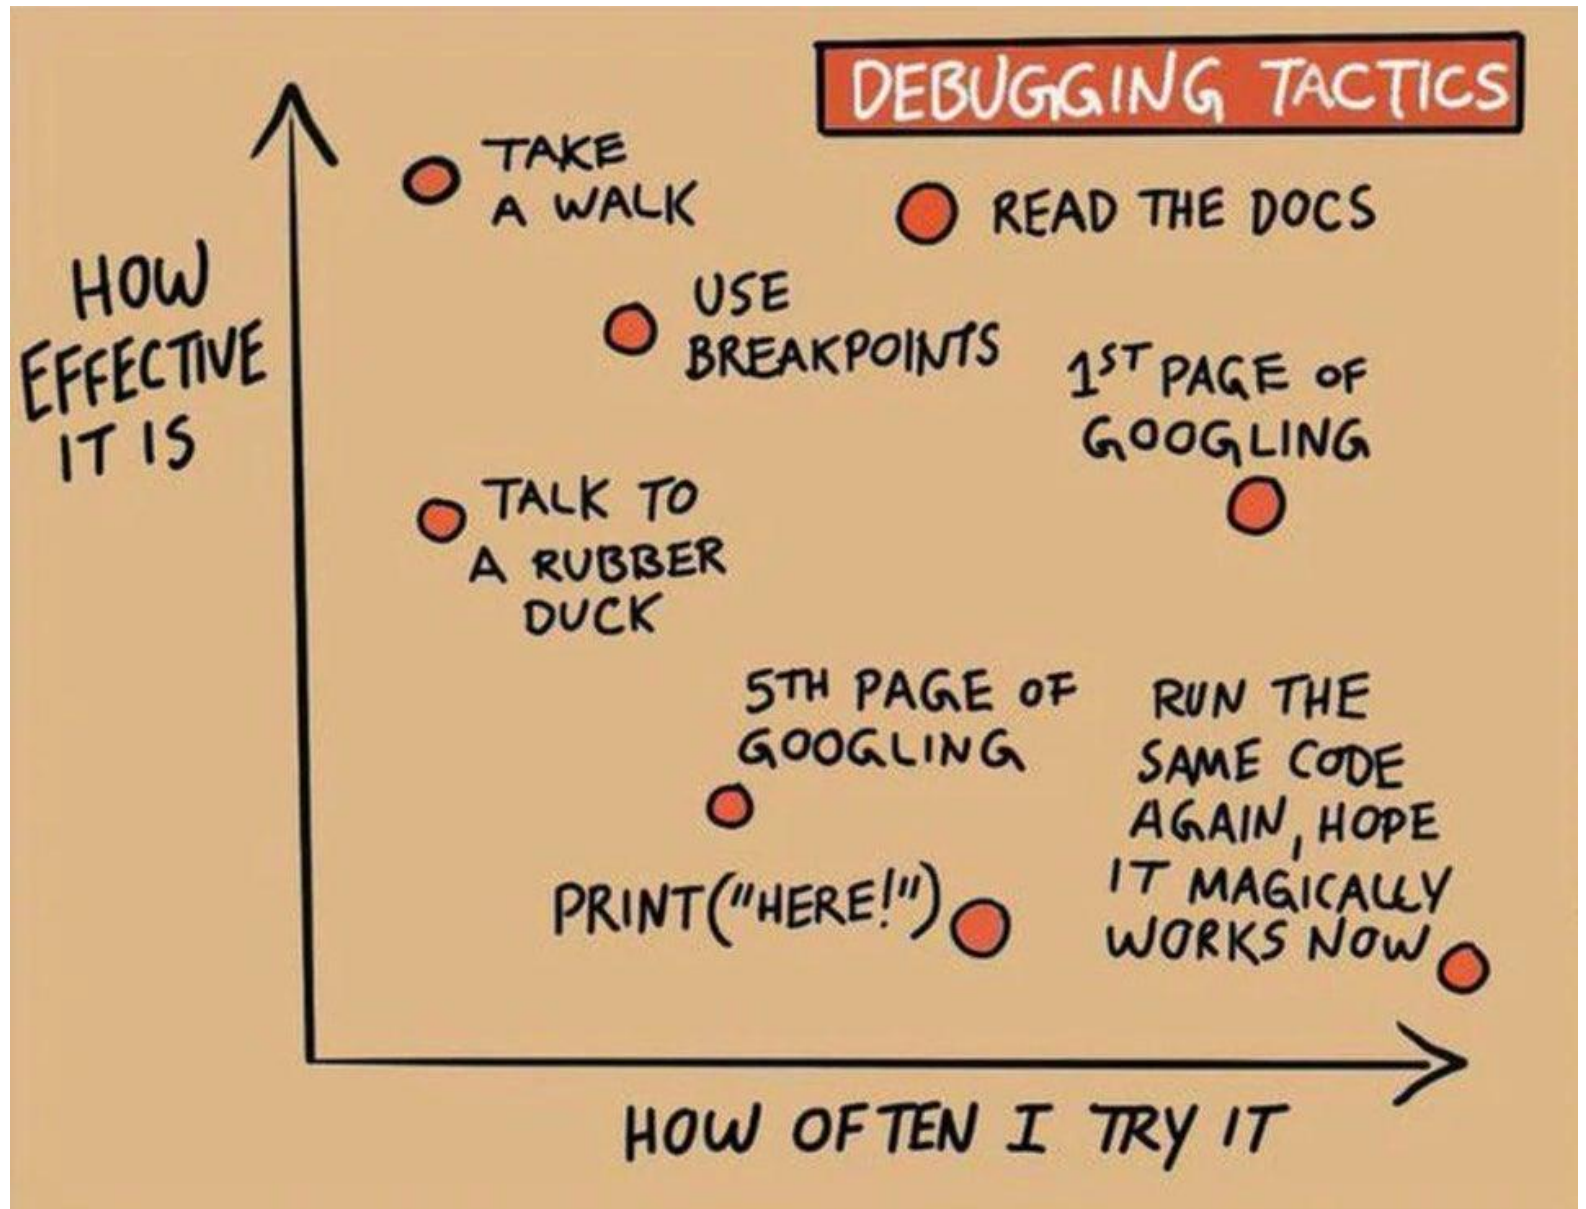 DEBUGGING TACTICS
TAKE
A WALK
READ THE DOCS
HOW
EFFECTIVE
IT IS
USE
BREAKPOINTS
1ST PAGE OF
GOOGLING
TALK TO
A RUBBER
DUCK
5TH PAGE OF
GOOGLING
RUN THE
SAME CODE
AGAIN, HOPE
IT MAGICALLY
WORKS NOW
PRINT("HERE!")
HOW OFTEN I TRY IT